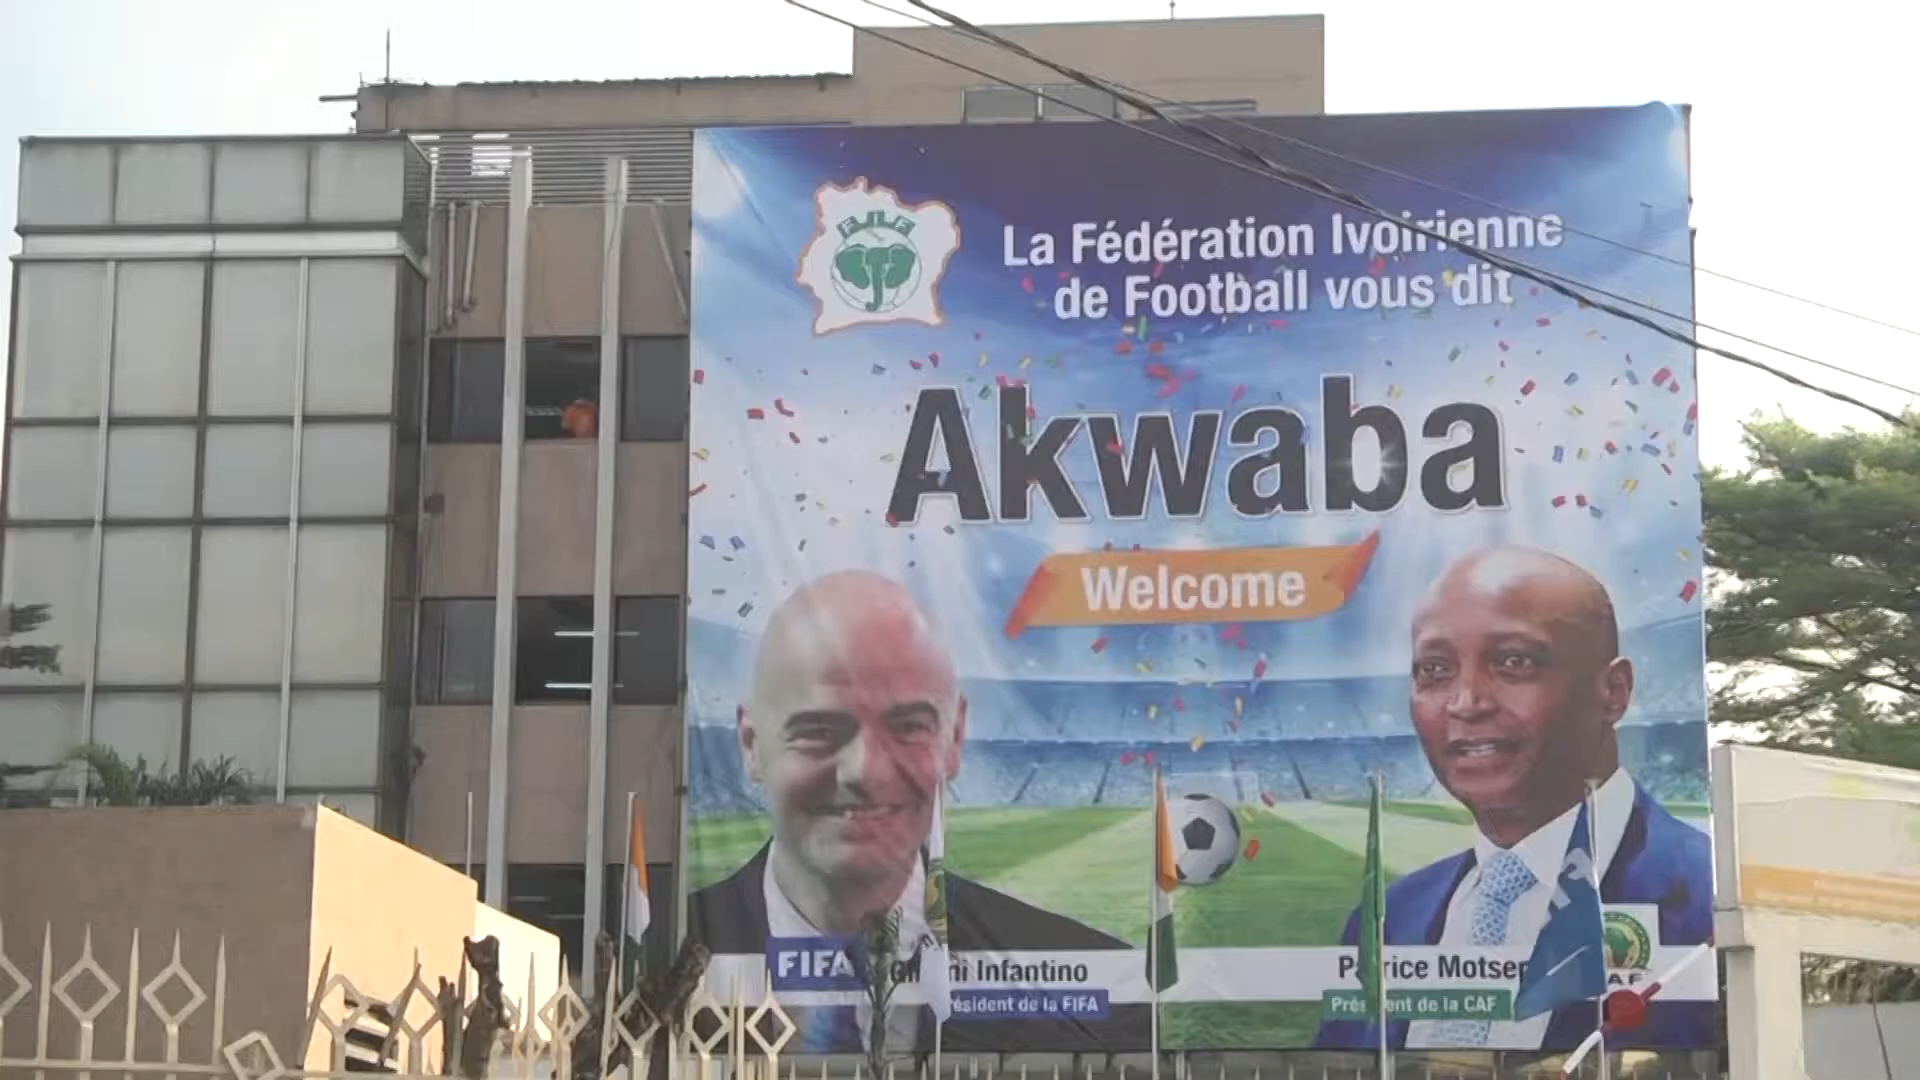 F.I.F
La Fédération Ivoirienne
de Football vous dit
Akwaba
Welcome
FIFA
Infantino
Président de la FIFA
Patrice
Président de la CAF